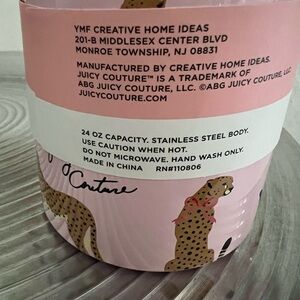 YMF CREATIVE HOME IDEAS
201-B MIDDLESEX CENTER BLVD
MONROE TOWNSHIP, NJ 08831
MANUFACTURED BY CREATIVE HOME IDEAS.
JUICY COUTURE™ IS A TRADEMARK OF
ABG JUICY COUTURE, LLC. ©ABG JUICY COUTURE, LLC.
JUICYCOUTURE.COM
24 OZ CAPACITY. STAINLESS STEEL BODY.
USE CAUTION WHEN HOT.
DO NOT MICROWAVE. HAND WASH ONLY.
MADE IN CHINA RN#110806
Couture